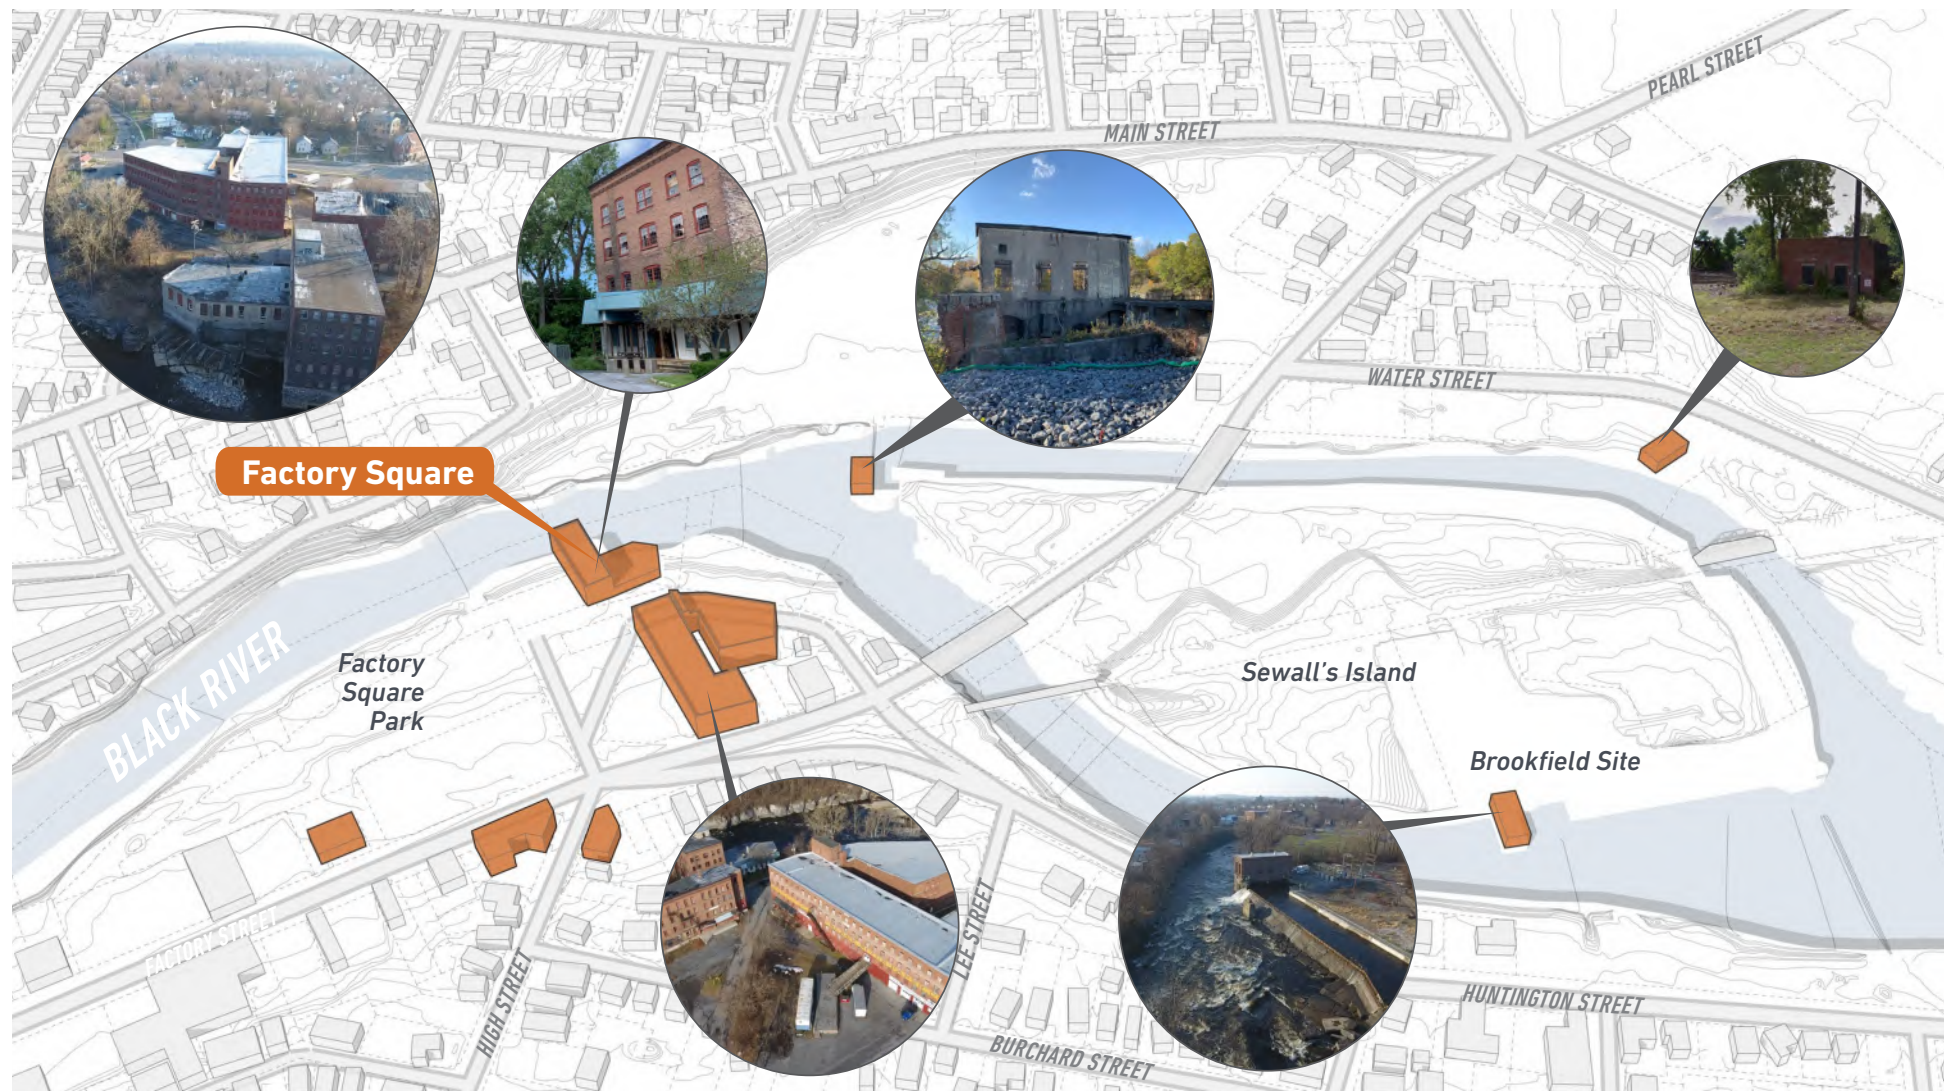 PEARL STREET
MAIN STREET
WATER STREET
Factory Square
BLACK RIVER
Factory
Square
Park
Sewall's Island
Brookfield Site
FACTORY STREET
HIGH STREET
LEE STREET
HUNTINGTON STREET
BURCHARD STREET